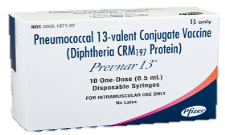 NDC 0005-1971-02
℞ only
Pneumococcal 13-valent Conjugate Vaccine
(Diphtheria CRM197 Protein)
Prevnar 13
10 One-Dose (0.5 mL)
Disposable Syringes
FOR INTRAMUSCULAR USE ONLY
No Latex
Pfizer